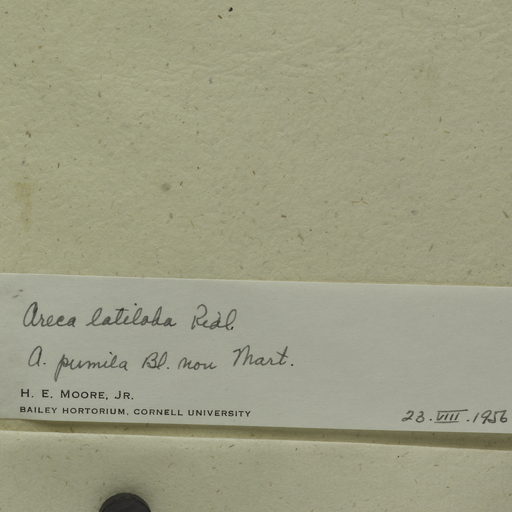 Areca latiloba Ridl.
A. pumila Bl. non Mart.
H. E. MOORE, JR.
BAILEY HORTORIUM, CORNELL UNIVERSITY
23.VIII.1956